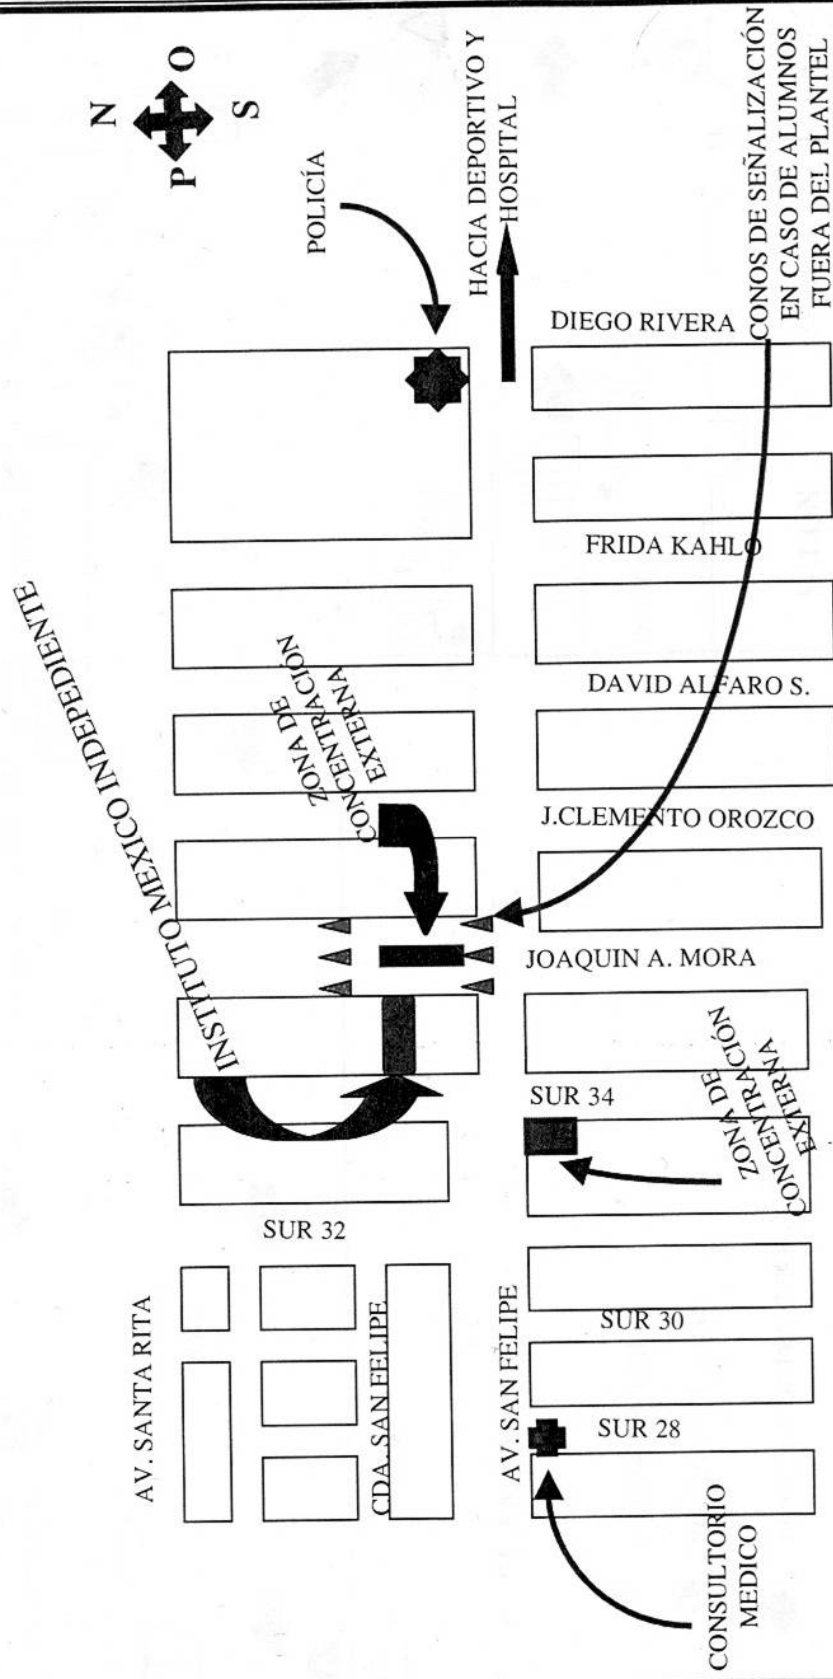 N
P
O
S
POLICÍA
HACIA DEPORTIVO Y
HOSPITAL
CONOS DE SEÑALIZACIÓN
EN CASO DE ALUMNOS
FUERA DEL PLANTEL
DIEGO RIVERA
FRIDA KAHLO
DAVID ALFARO S.
J.CLEMENTO OROZCO
JOAQUIN A. MORA
INSTITUTO MEXICO INDEPEDIENTE
ZONA DE
CONCENTRACIÓN
EXTERNA
SUR 34
ZONA DE
CONCENTRACIÓN
EXTERNA
SUR 32
SUR 30
SUR 28
AV. SANTA RITA
CDA. SAN FELIPE
AV. SAN FELIPE
CONSULTORIO
MEDICO